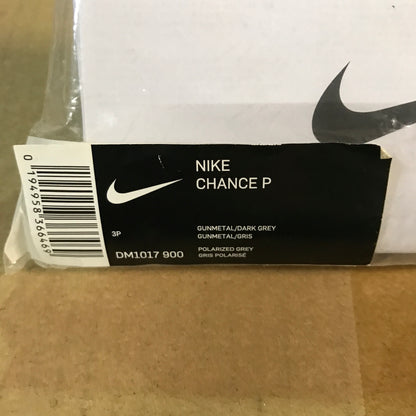 NIKE
CHANCE P
3P
GUNMETAL/DARK GREY
GUNMETAL/GRIS
DM1017 900
POLARIZED GREY
GRIS POLARISÉ
0 194958 366469